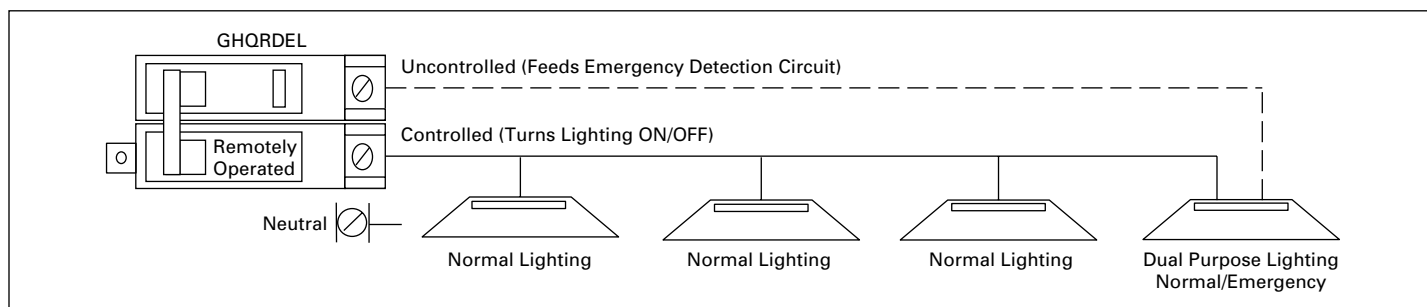 GHQRDEL
Uncontrolled (Feeds Emergency Detection Circuit)
Controlled (Turns Lighting ON/OFF)
Remotely
Operated
Neutral
Normal Lighting
Normal Lighting
Normal Lighting
Dual Purpose Lighting
Normal/Emergency